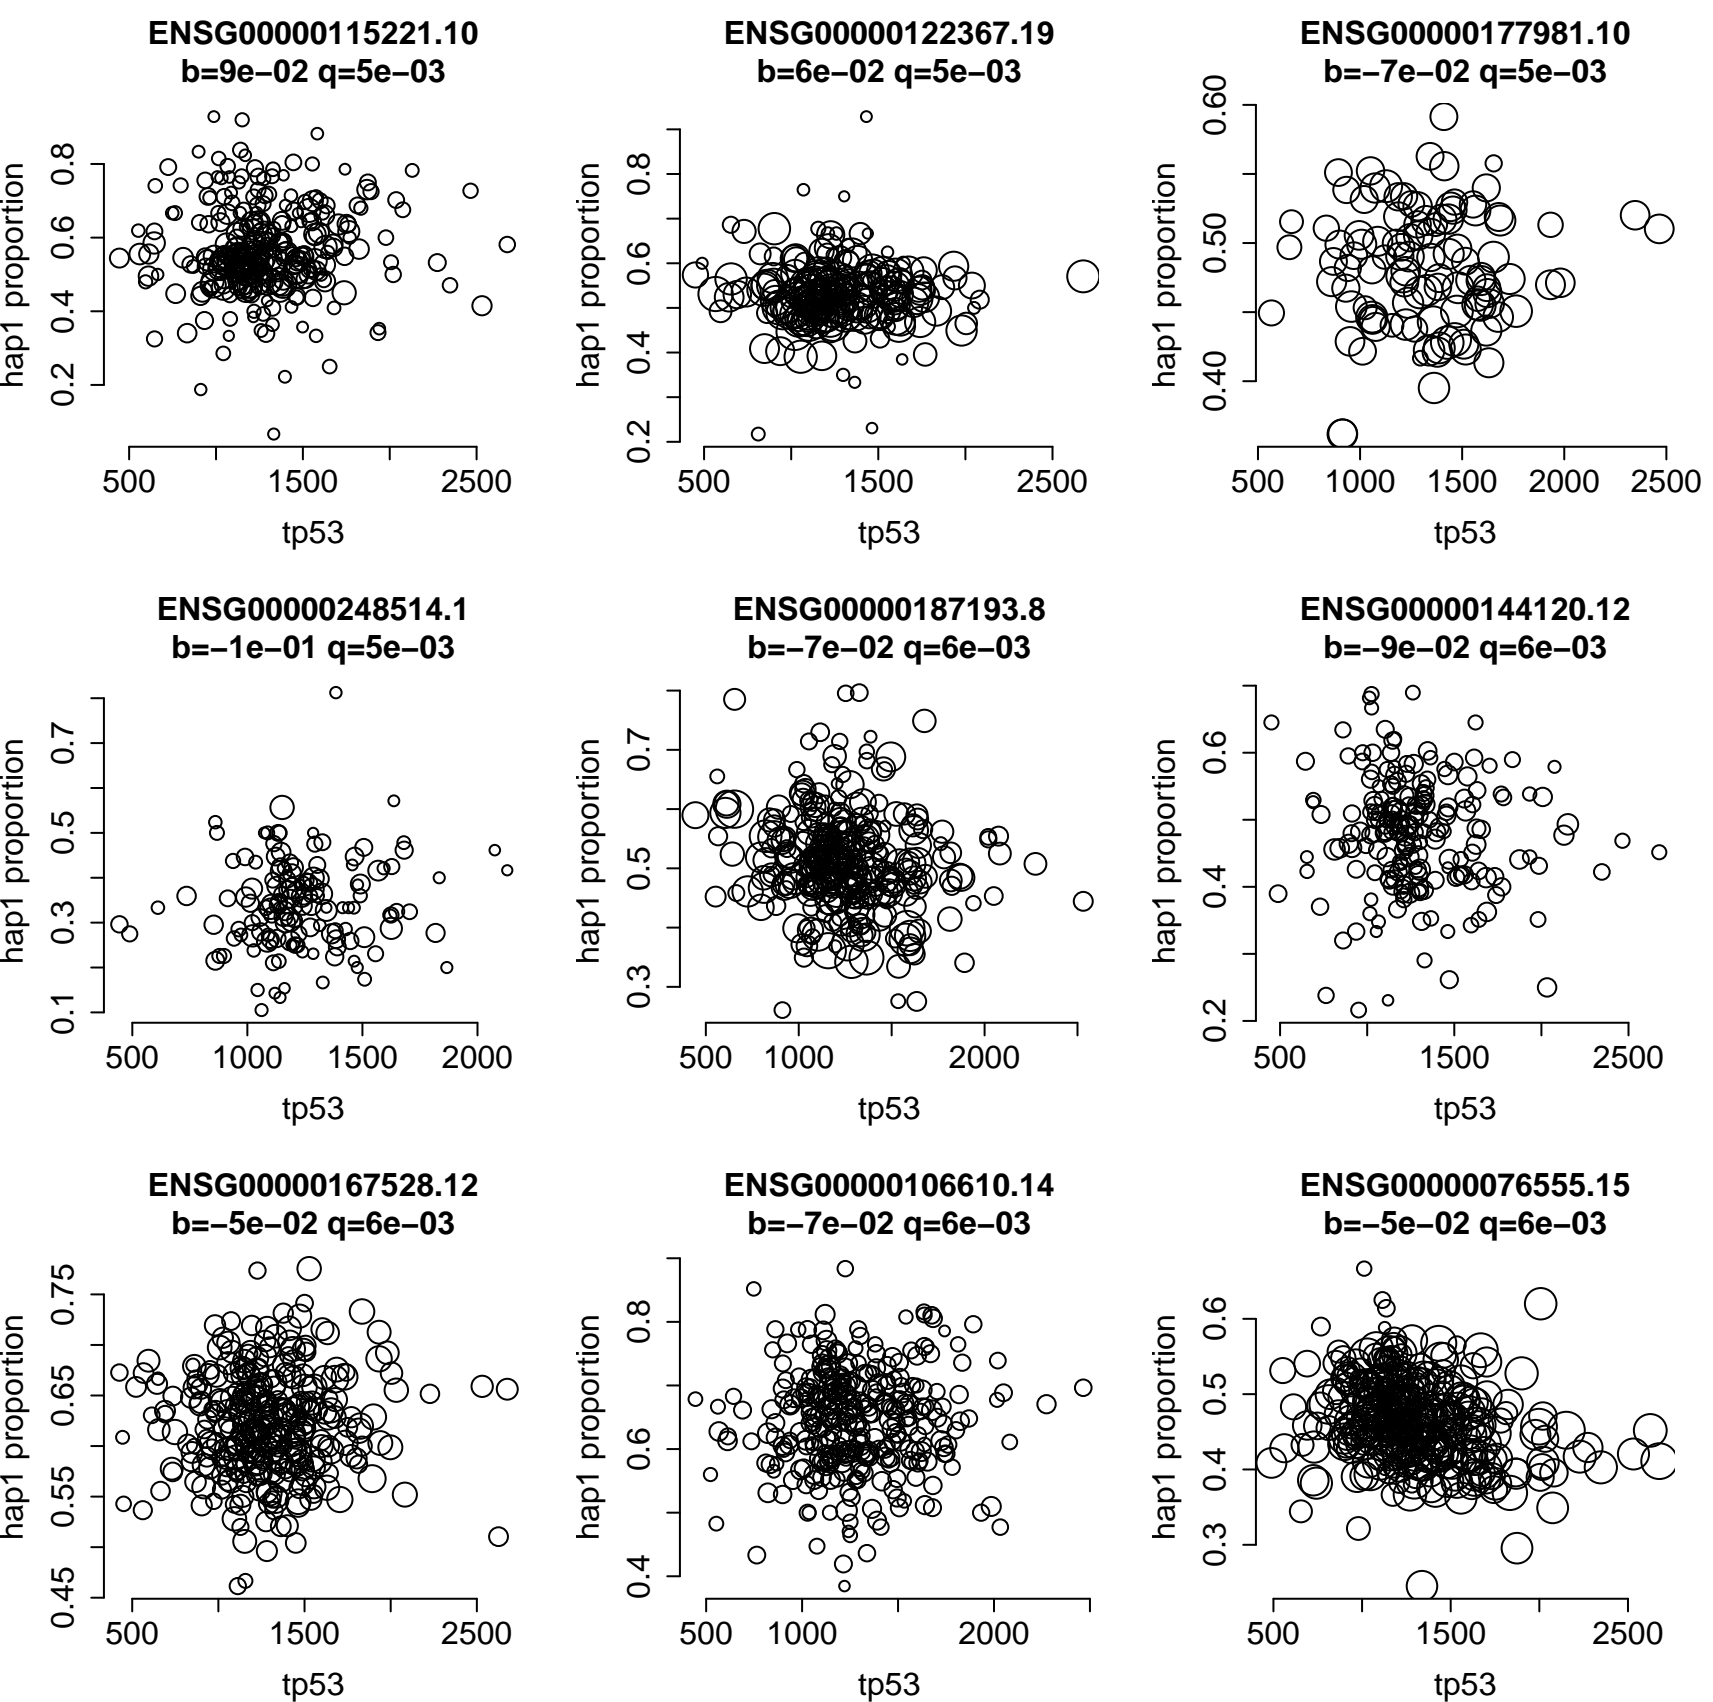 ENSG00000115221.10
b=9e−02 q=5e−03
hap1 proportion
0.2 0.4 0.6 0.8
500 1500 2500
tp53
ENSG00000122367.19
b=6e−02 q=5e−03
hap1 proportion
0.2 0.4 0.6 0.8
500 1500 2500
tp53
ENSG00000177981.10
b=−7e−02 q=5e−03
hap1 proportion
0.40 0.50 0.60
500 1000 1500 2000 2500
tp53
ENSG00000248514.1
b=−1e−01 q=5e−03
hap1 proportion
0.1 0.3 0.5 0.7
500 1000 1500 2000
tp53
ENSG00000187193.8
b=−7e−02 q=6e−03
hap1 proportion
0.3 0.5 0.7
500 1000 2000
tp53
ENSG00000144120.12
b=−9e−02 q=6e−03
hap1 proportion
0.2 0.4 0.6
500 1500 2500
tp53
ENSG00000167528.12
b=−5e−02 q=6e−03
hap1 proportion
0.45 0.55 0.65 0.75
500 1500 2500
tp53
ENSG00000106610.14
b=−7e−02 q=6e−03
hap1 proportion
0.4 0.6 0.8
500 1000 2000
tp53
ENSG00000076555.15
b=−5e−02 q=6e−03
hap1 proportion
0.3 0.4 0.5 0.6
500 1500 2500
tp53